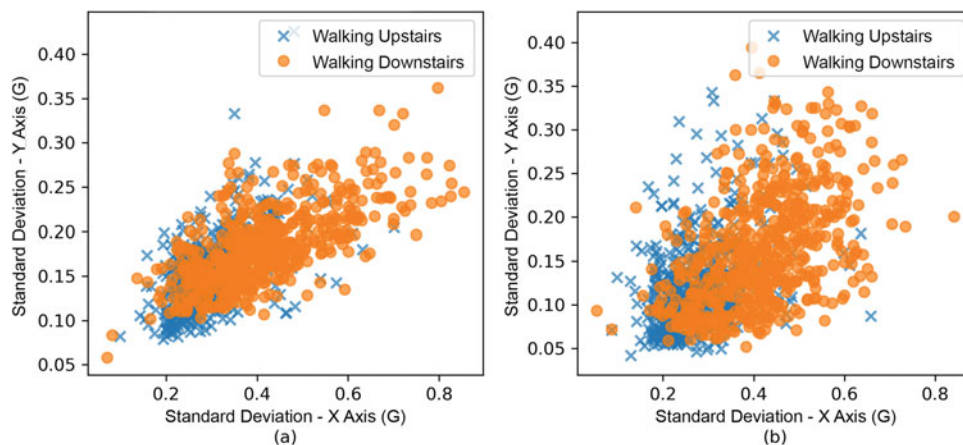 Walking Upstairs
Walking Downstairs
Standard Deviation - Y Axis (G)
0.40
0.35
0.30
0.25
0.20
0.15
0.10
0.05
0.2 0.4 0.6 0.8
Standard Deviation - X Axis (G)
(a)
Walking Upstairs
Walking Downstairs
Standard Deviation - Y Axis (G)
0.40
0.35
0.30
0.25
0.20
0.15
0.10
0.05
0.2 0.4 0.6 0.8
Standard Deviation - X Axis (G)
(b)